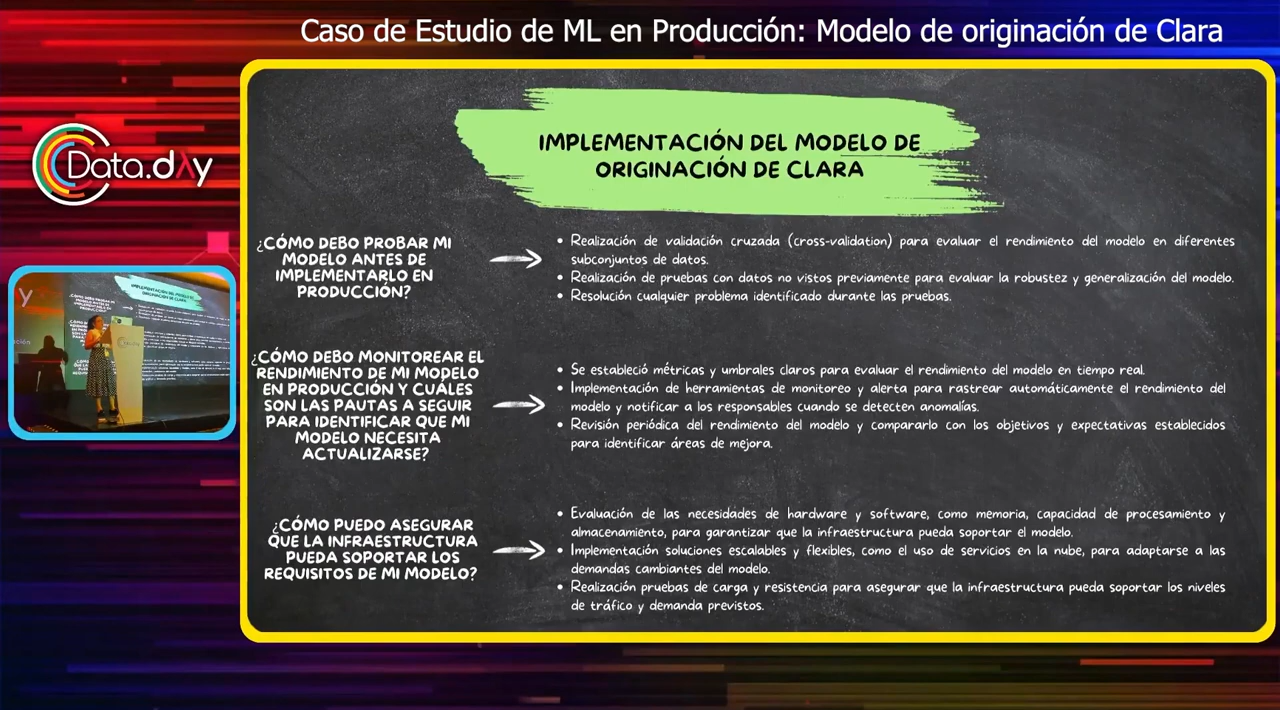 Caso de Estudio de ML en Producción: Modelo de originación de Clara
Data.dλy
IMPLEMENTACIÓN DEL MODELO DE
ORIGINACIÓN DE CLARA
¿CÓMO DEBO PROBAR MI
MODELO ANTES DE
IMPLEMENTARLO EN
PRODUCCIÓN?
• Realización de validación cruzada (cross-validation) para evaluar el rendimiento del modelo en diferentes
subconjuntos de datos.
• Realización de pruebas con datos no vistos previamente para evaluar la robustez y generalización del modelo.
• Resolución cualquier problema identificado durante las pruebas.
¿CÓMO DEBO MONITOREAR EL
RENDIMIENTO DE MI MODELO
EN PRODUCCIÓN Y CUÁLES
SON LAS PAUTAS A SEGUIR
PARA IDENTIFICAR QUE MI
MODELO NECESITA
ACTUALIZARSE?
• Se estableció métricas y umbrales claros para evaluar el rendimiento del modelo en tiempo real.
• Implementación de herramientas de monitoreo y alerta para rastrear automáticamente el rendimiento del
modelo y notificar a los responsables cuando se detecten anomalías.
• Revisión periódica del rendimiento del modelo y compararlo con los objetivos y expectativas establecidos
para identificar áreas de mejora.
¿CÓMO PUEDO ASEGURAR
QUE LA INFRAESTRUCTURA
PUEDA SOPORTAR LOS
REQUISITOS DE MI MODELO?
• Evaluación de las necesidades de hardware y software, como memoria, capacidad de procesamiento y
almacenamiento, para garantizar que la infraestructura pueda soportar el modelo.
• Implementación soluciones escalables y flexibles, como el uso de servicios en la nube, para adaptarse a las
demandas cambiantes del modelo.
• Realización pruebas de carga y resistencia para asegurar que la infraestructura pueda soportar los niveles
de tráfico y demanda previstos.